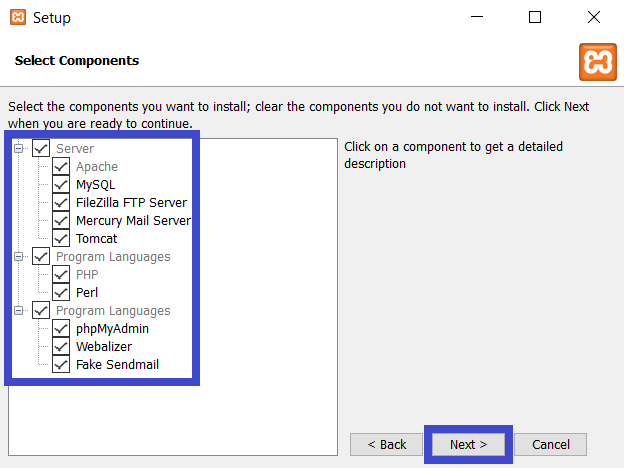 Setup
Select Components
Select the components you want to install; clear the components you do not want to install. Click Next
when you are ready to continue.
Server
Apache
MySQL
FileZilla FTP Server
Mercury Mail Server
Tomcat
Program Languages
PHP
Perl
Program Languages
phpMyAdmin
Webalizer
Fake Sendmail
Click on a component to get a detailed
description
< Back
Next >
Cancel